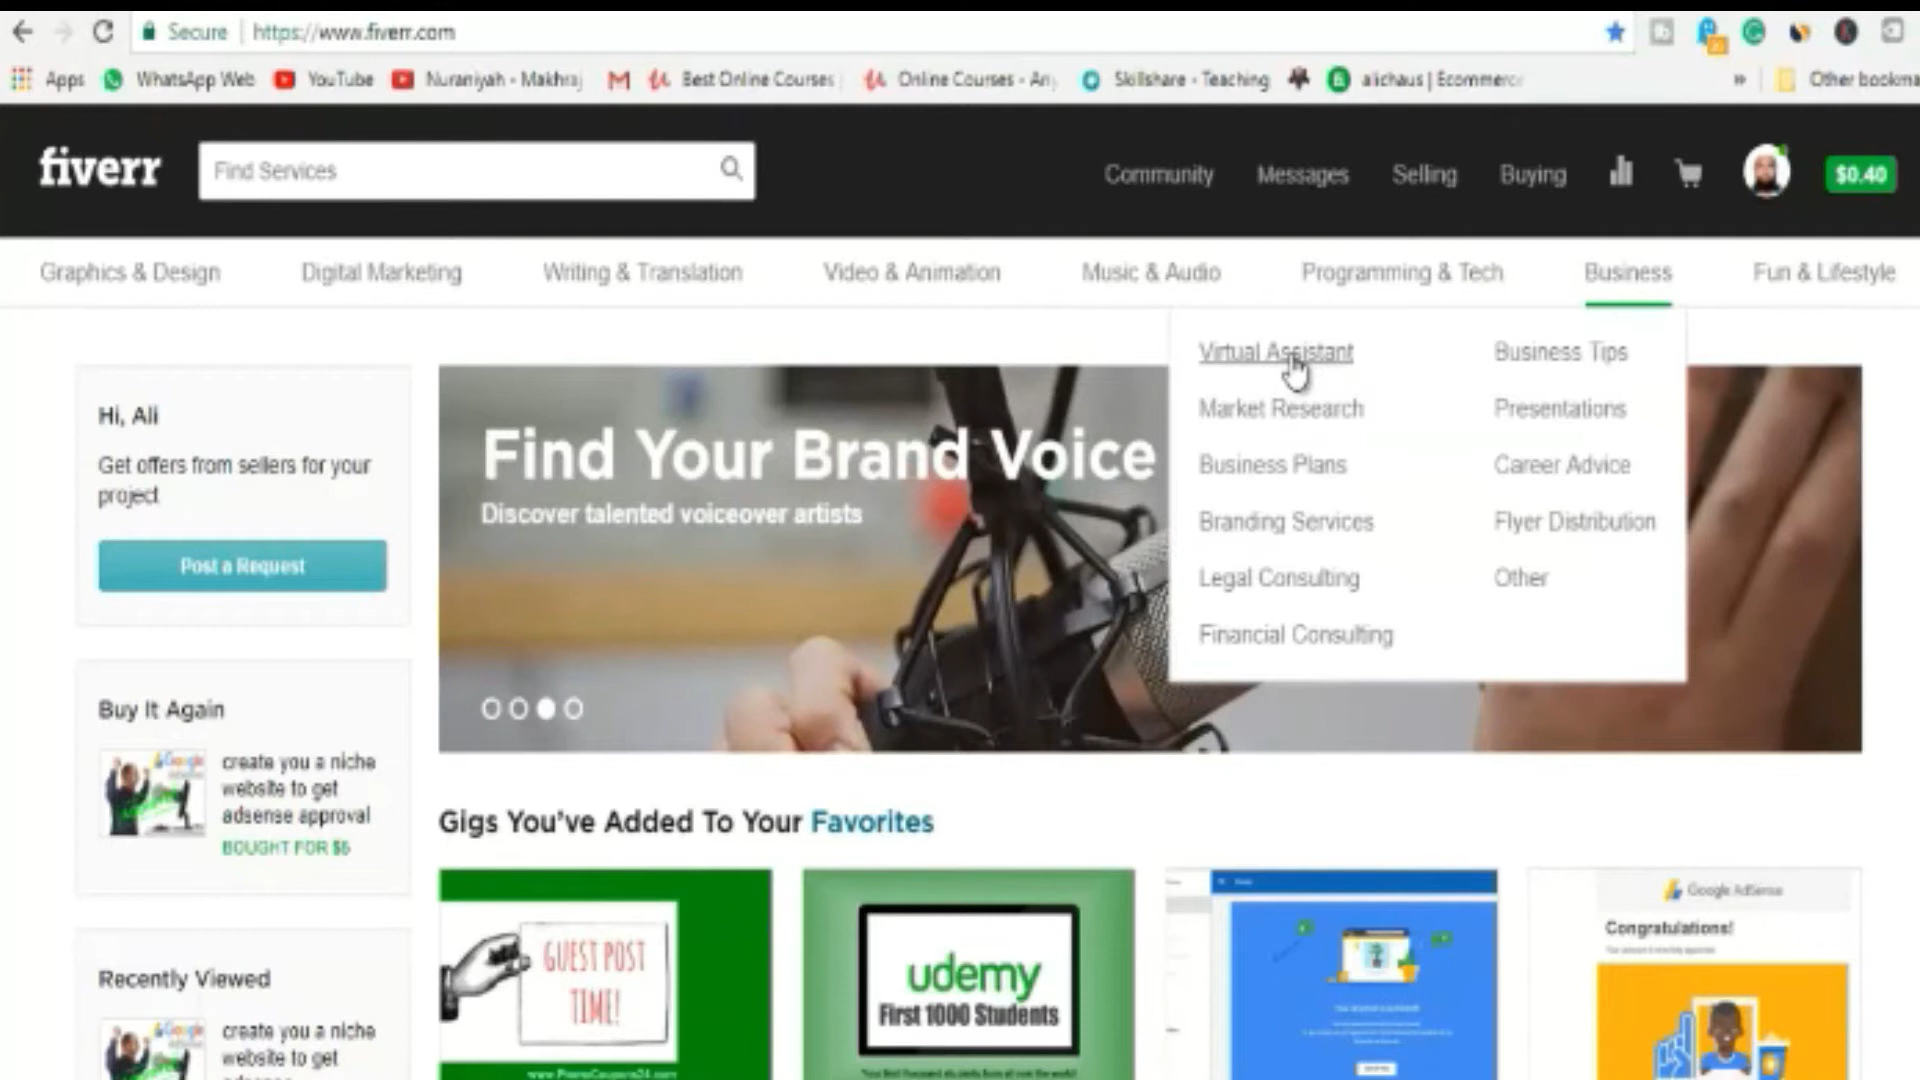 Secure https://www.fiverr.com
Apps WhatsApp Web YouTube Nuraniyah - Makhraj Best Online Courses Online Courses - Any Skillshare - Teaching alichaus | Ecommerc Other bookma
fiverr Find Services Community Messages Selling Buying $0.40
Graphics & Design Digital Marketing Writing & Translation Video & Animation Music & Audio Programming & Tech Business Fun & Lifestyle
Virtual Assistant Business Tips
Market Research Presentations
Business Plans Career Advice
Branding Services Flyer Distribution
Legal Consulting Other
Financial Consulting
Hi, Ali
Get offers from sellers for your
project
Post a Request
Find Your Brand Voice
Discover talented voiceover artists
Buy It Again
create you a niche
website to get
adsense approval
BOUGHT FOR $5
Recently Viewed
create you a niche
website to get
Gigs You've Added To Your Favorites
GUEST POST
TIME!
www.PromoCoupons24.com
udemy
First 1000 Students
Google AdSense
Congratulations!